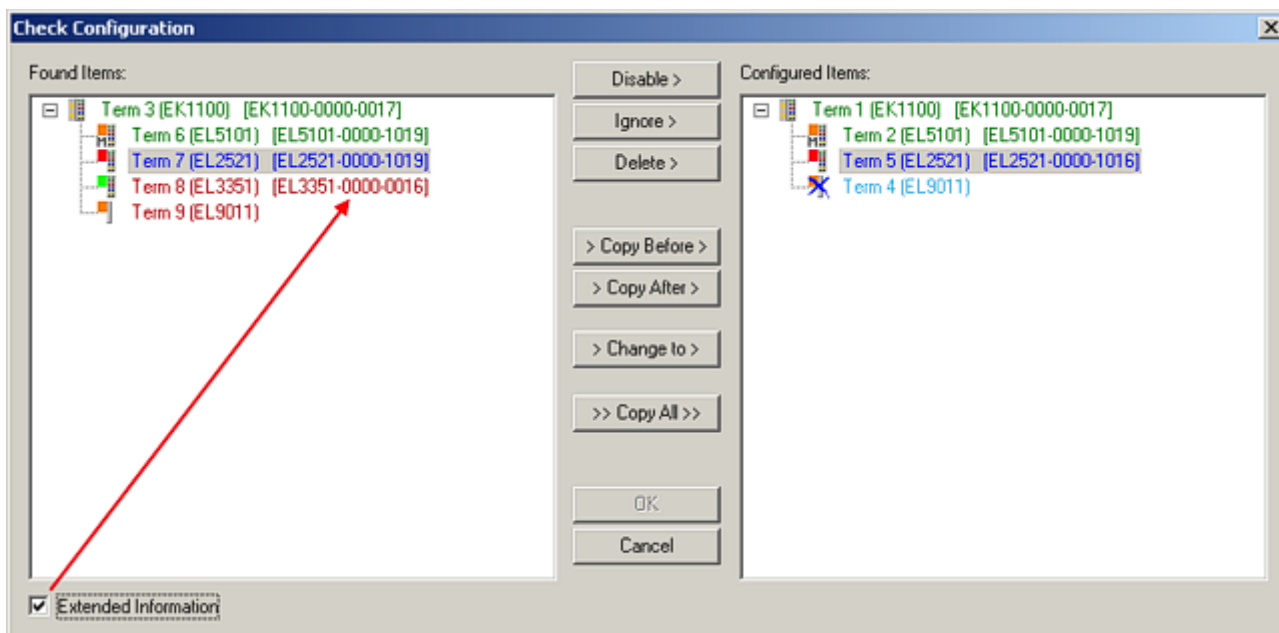 Check Configuration
Found Items:
Term 3 (EK1100) [EK1100-0000-0017]
Term 6 (EL5101) [EL5101-0000-1019]
Term 7 (EL2521) [EL2521-0000-1019]
Term 8 (EL3351) [EL3351-0000-0016]
Term 9 (EL9011)
Disable >
Ignore >
Delete >
> Copy Before >
> Copy After >
> Change to >
>> Copy All >>
OK
Cancel
Configured Items:
Term 1 (EK1100) [EK1100-0000-0017]
Term 2 (EL5101) [EL5101-0000-1019]
Term 5 (EL2521) [EL2521-0000-1016]
Term 4 (EL9011)
Extended Information